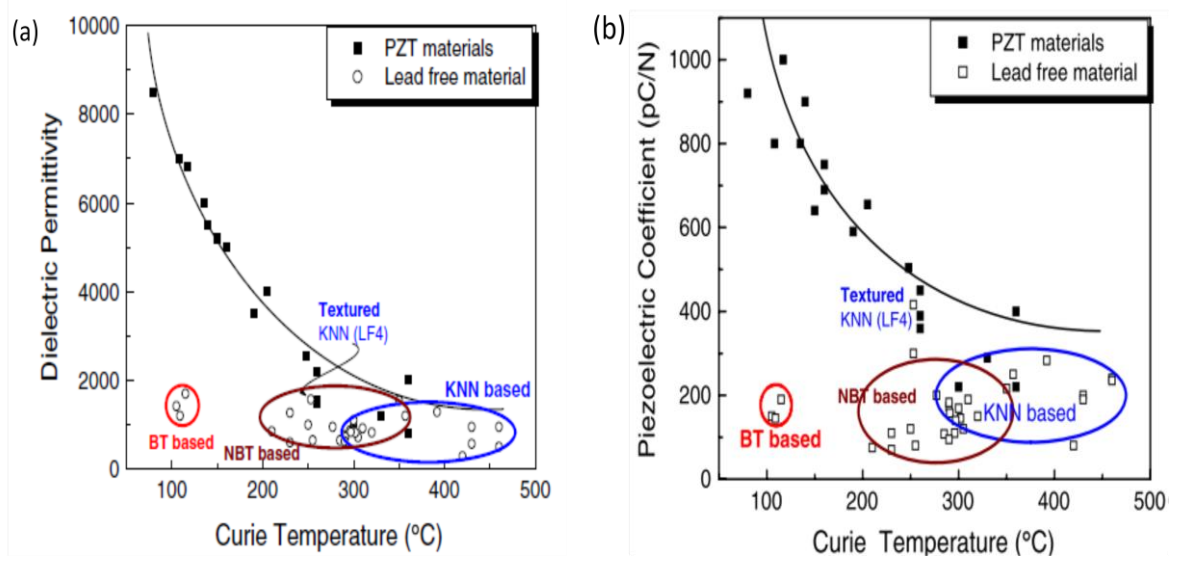 (a)
10000
8000
6000
4000
2000
0
Dielectric Permittivity
PZT materials
Lead free material
Textured
KNN (LF4)
KNN based
BT based
NBT based
100
200
300
400
500
Curie Temperature (ºC)
(b)
1000
800
600
400
200
0
Piezoelectric Coefficient (pC/N)
PZT materials
Lead free material
Textured
KNN (LF4)
NBT based
KNN based
BT based
100
200
300
400
500
Curie Temperature (ºC)